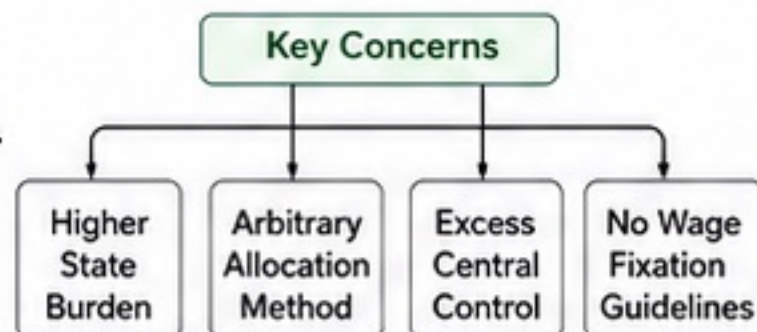 Key Concerns
Higher
State
Burden
Arbitrary
Allocation
Method
Excess
Central
Control
No Wage
Fixation
Guidelines